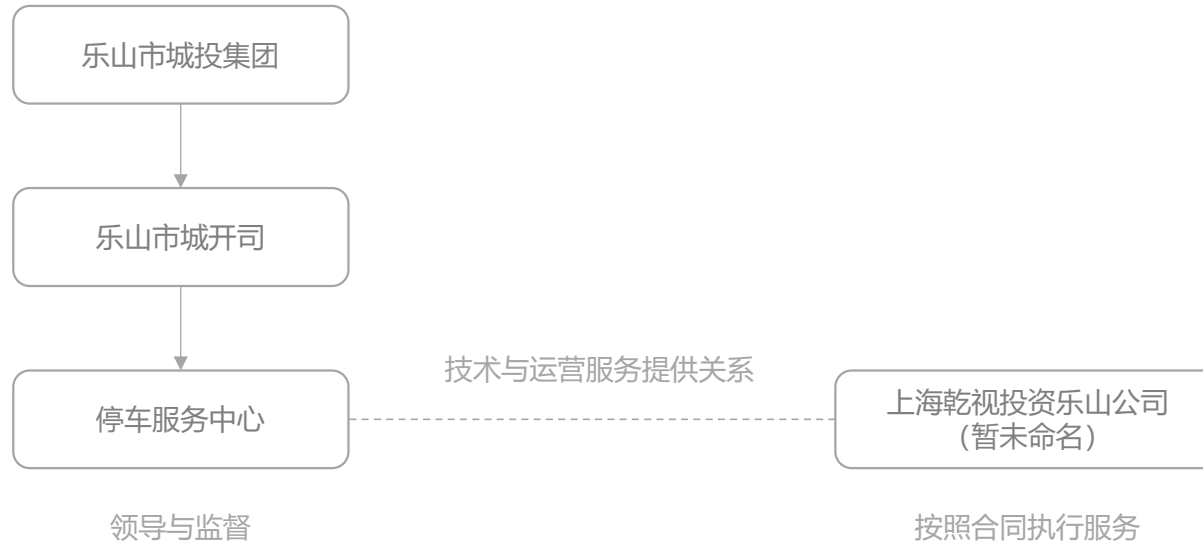 乐山市城投集团
乐山市城开司
技术与运营服务提供关系
停车服务中心
上海乾视投资乐山公司
（暂未命名）
领导与监督
按照合同执行服务